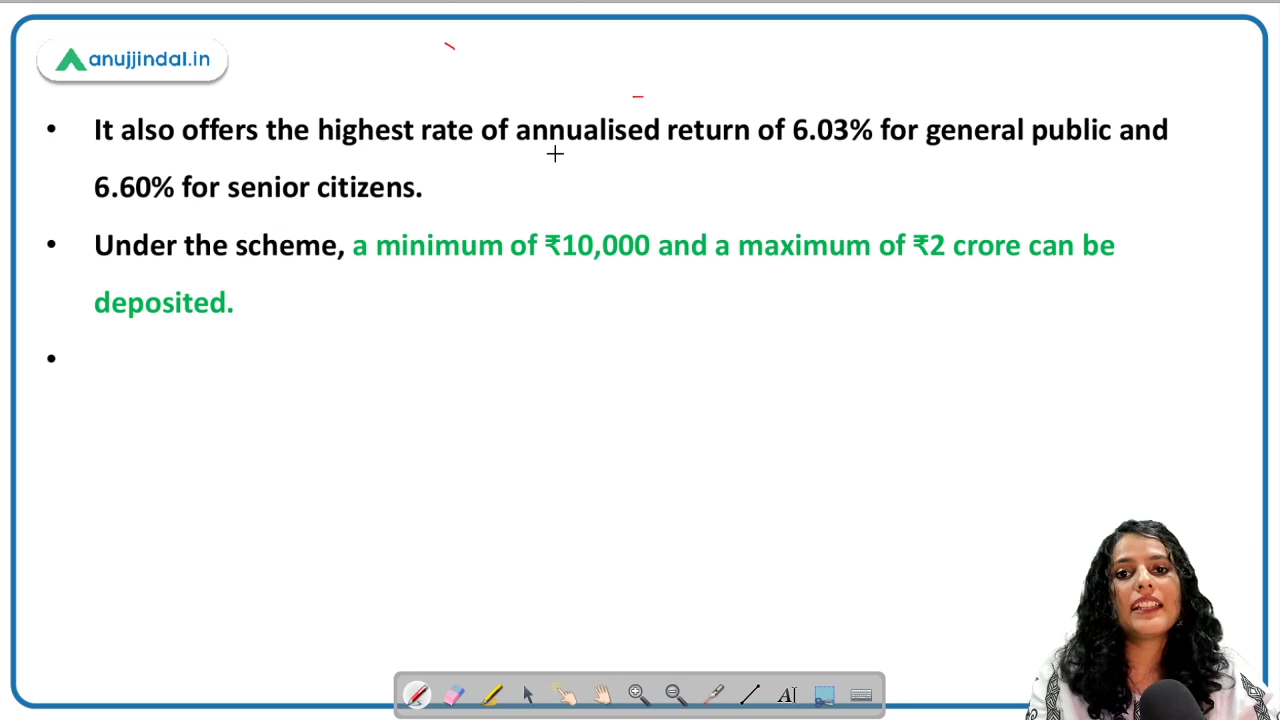 anujjindal.in
• It also offers the highest rate of annualised return of 6.03% for general public and
6.60% for senior citizens.
• Under the scheme, a minimum of ₹10,000 and a maximum of ₹2 crore can be
deposited.
•
AI